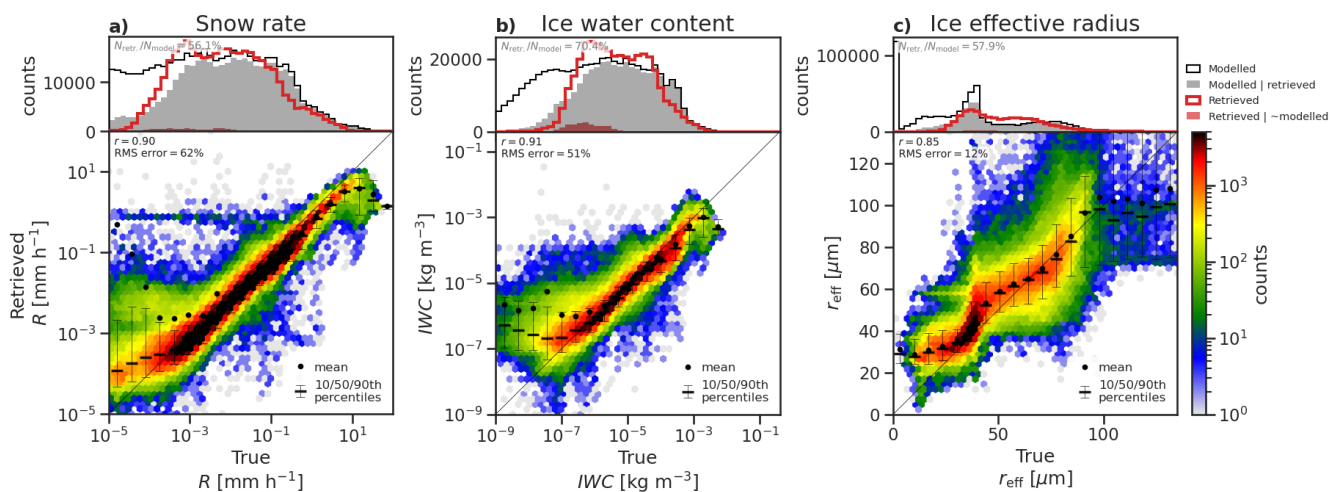 a) Snow rate
N_retr./N_model = 56.1%
counts
10000
0
r = 0.90
RMS error = 62%
Retrieved
R [mm h⁻¹]
10¹
10⁻¹
10⁻³
10⁻⁵
mean
10/50/90th
percentiles
10⁻⁵ 10⁻³ 10⁻¹ 10¹
True
R [mm h⁻¹]
b) Ice water content
N_retr./N_model = 70.4%
counts
20000
10000
0
r = 0.91
RMS error = 51%
IWC [kg m⁻³]
10⁻¹
10⁻³
10⁻⁵
10⁻⁷
10⁻⁹
mean
10/50/90th
percentiles
10⁻⁹ 10⁻⁷ 10⁻⁵ 10⁻³ 10⁻¹
True
IWC [kg m⁻³]
c) Ice effective radius
N_retr./N_model = 57.9%
counts
100000
0
r = 0.85
RMS error = 12%
r_eff [μm]
140
120
100
80
60
40
20
0
mean
10/50/90th
percentiles
0 50 100
True
r_eff [μm]
Modelled
Modelled | retrieved
Retrieved
Retrieved | ~modelled
10³
10²
10¹
10⁰
counts